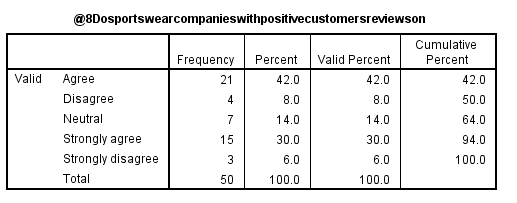 @8Dosportswearcompanieswithpositivecustomersreviewson
Frequency Percent Valid Percent Cumulative Percent
Valid Agree 21 42.0 42.0 42.0
Disagree 4 8.0 8.0 50.0
Neutral 7 14.0 14.0 64.0
Strongly agree 15 30.0 30.0 94.0
Strongly disagree 3 6.0 6.0 100.0
Total 50 100.0 100.0